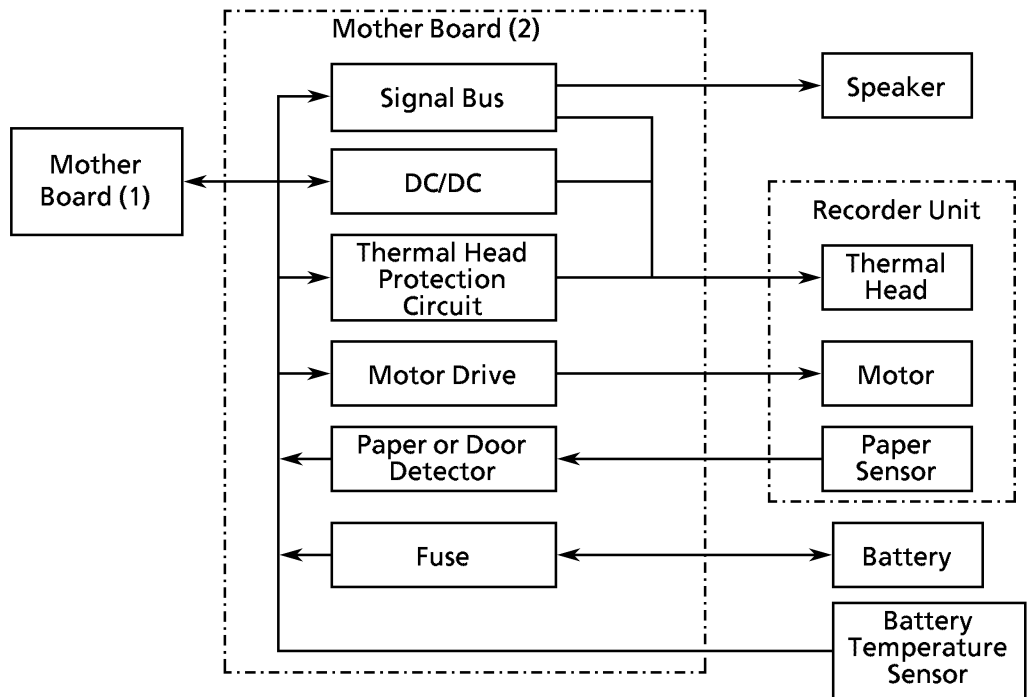 Mother Board (2)
Signal Bus
Speaker
Mother
Board (1)
DC/DC
Recorder Unit
Thermal Head
Protection
Circuit
Thermal
Head
Motor Drive
Motor
Paper or Door
Detector
Paper
Sensor
Fuse
Battery
Battery
Temperature
Sensor